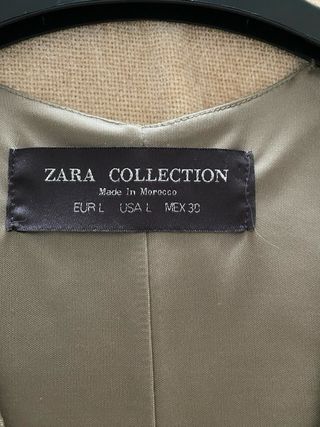 ZARA COLLECTION
Made In Morocco
EUR L USA L MEX 30